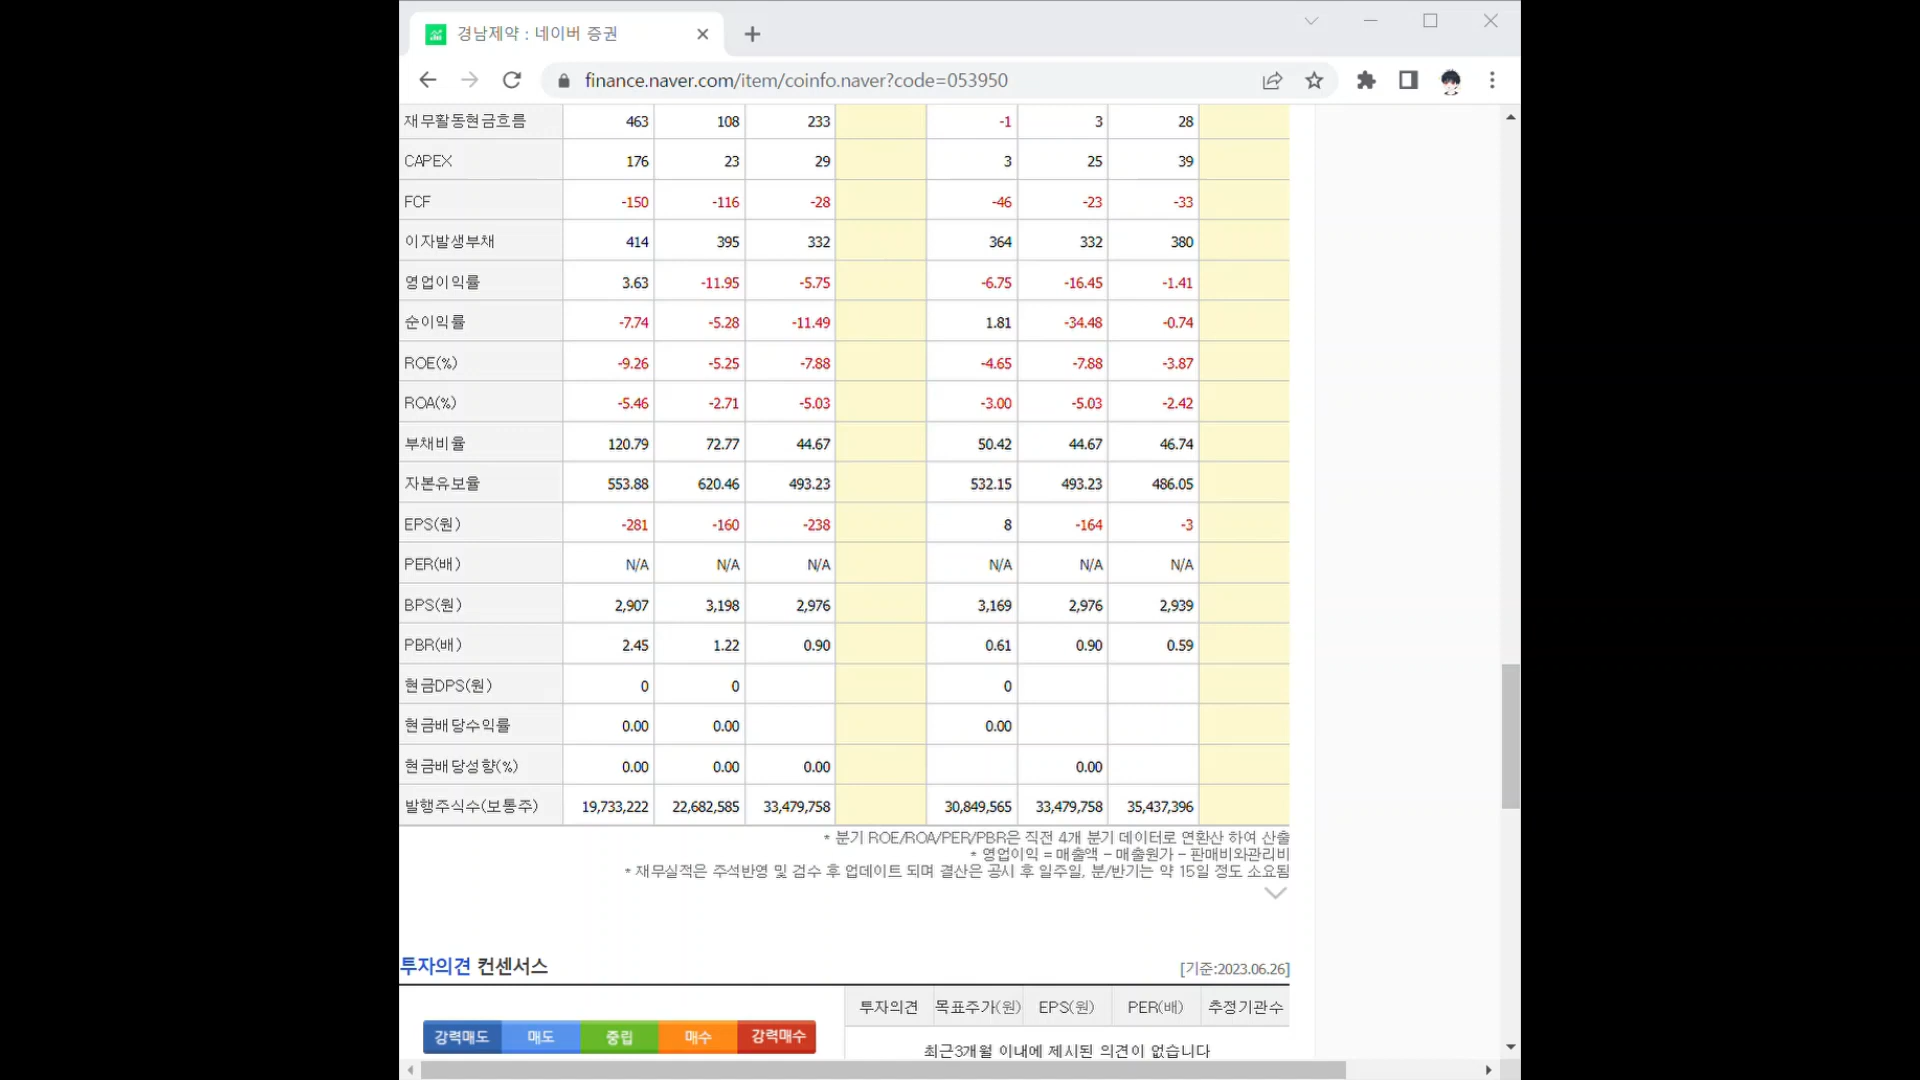 경남제약 : 네이버 증권
finance.naver.com/item/coinfo.naver?code=053950
재무활동현금흐름 463 108 233 -1 3 28
CAPEX 176 23 29 3 25 39
FCF -150 -116 -28 -46 -23 -33
이자발생부채 414 395 332 364 332 380
영업이익률 3.63 -11.95 -5.75 -6.75 -16.45 -1.41
순이익률 -7.74 -5.28 -11.49 1.81 -34.48 -0.74
ROE(%) -9.26 -5.25 -7.88 -4.65 -7.88 -3.87
ROA(%) -5.46 -2.71 -5.03 -3.00 -5.03 -2.42
부채비율 120.79 72.77 44.67 50.42 44.67 46.74
자본유보율 553.88 620.46 493.23 532.15 493.23 486.05
EPS(원) -281 -160 -238 8 -164 -3
PER(배) N/A N/A N/A N/A N/A N/A
BPS(원) 2,907 3,198 2,976 3,169 2,976 2,939
PBR(배) 2.45 1.22 0.90 0.61 0.90 0.59
현금DPS(원) 0 0 0
현금배당수익률 0.00 0.00 0.00
현금배당성향(%) 0.00 0.00 0.00 0.00
발행주식수(보통주) 19,733,222 22,682,585 33,479,758 30,849,565 33,479,758 35,437,396
* 분기 ROE/ROA/PER/PBR은 직전 4개 분기 데이터로 연환산 하여 산출
* 영업이익 = 매출액 - 매출원가 - 판매비와관리비
* 재무실적은 주석반영 및 검수 후 업데이트 되며 결산은 공시 후 일주일, 분/반기는 약 15일 정도 소요됨
투자의견 컨센서스 [기준:2023.06.26]
투자의견 목표주가(원) EPS(원) PER(배) 추정기관수
강력매도 매도 중립 매수 강력매수
최근3개월 이내에 제시된 의견이 없습니다